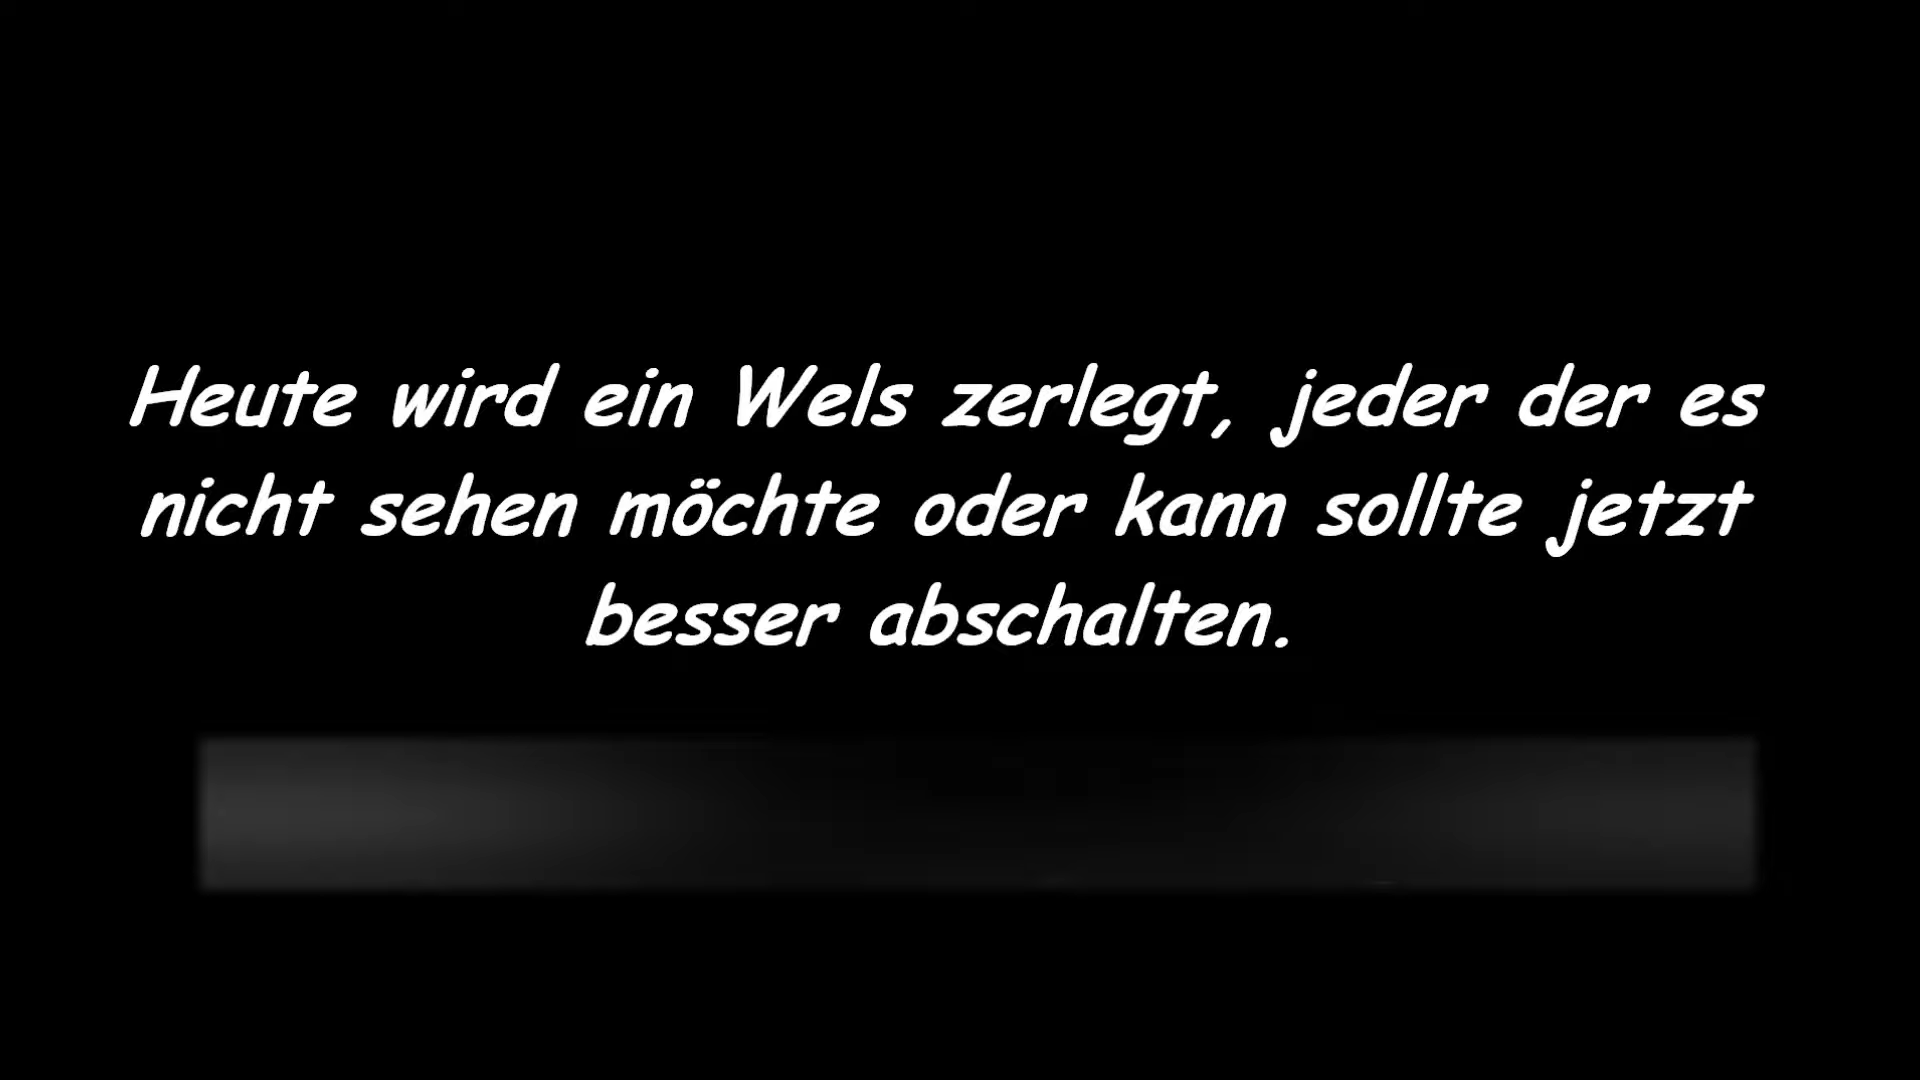 Heute wird ein Wels zerlegt, jeder der es
nicht sehen möchte oder kann sollte jetzt
besser abschalten.